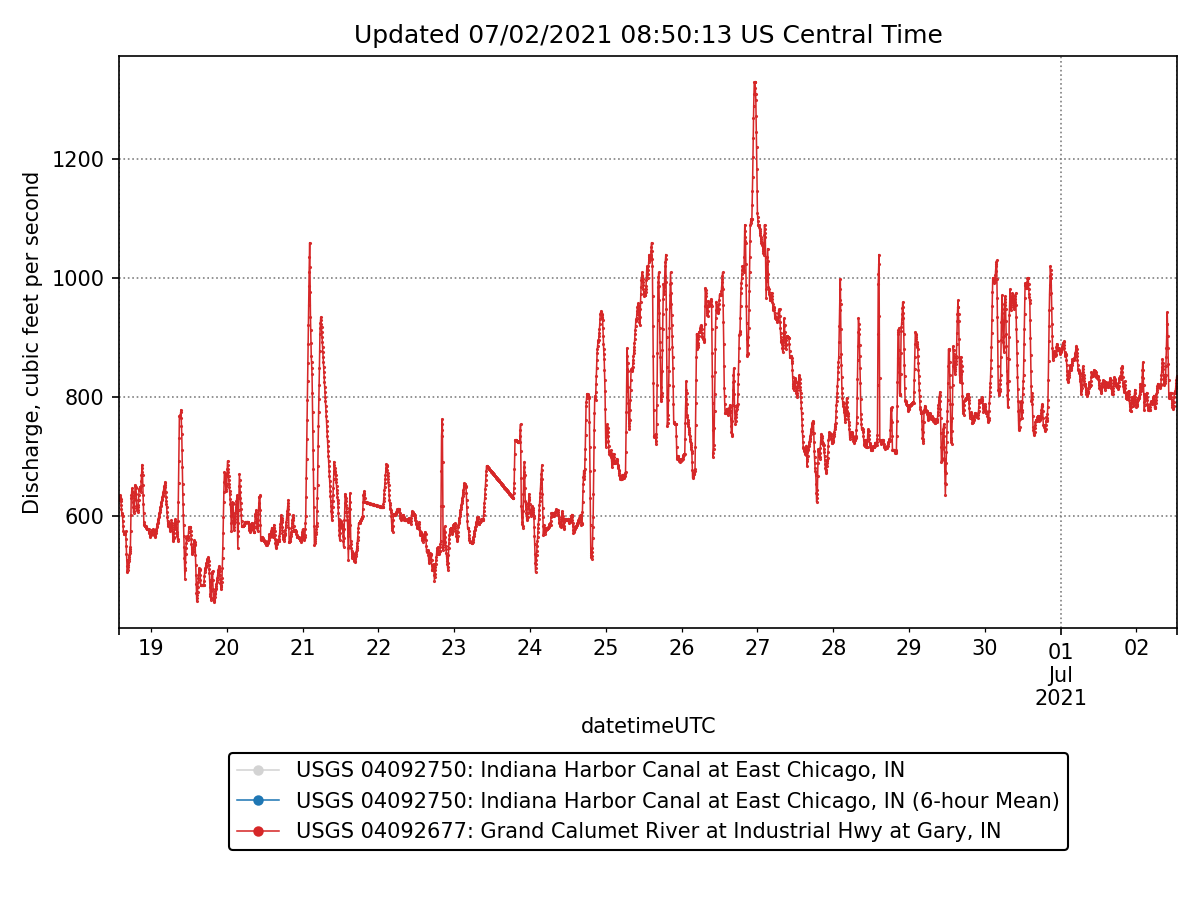 Updated 07/02/2021 08:50:13 US Central Time
Discharge, cubic feet per second
1200
1000
800
600
19 20 21 22 23 24 25 26 27 28 29 30 01 02
Jul
2021
datetimeUTC
USGS 04092750: Indiana Harbor Canal at East Chicago, IN
USGS 04092750: Indiana Harbor Canal at East Chicago, IN (6-hour Mean)
USGS 04092677: Grand Calumet River at Industrial Hwy at Gary, IN